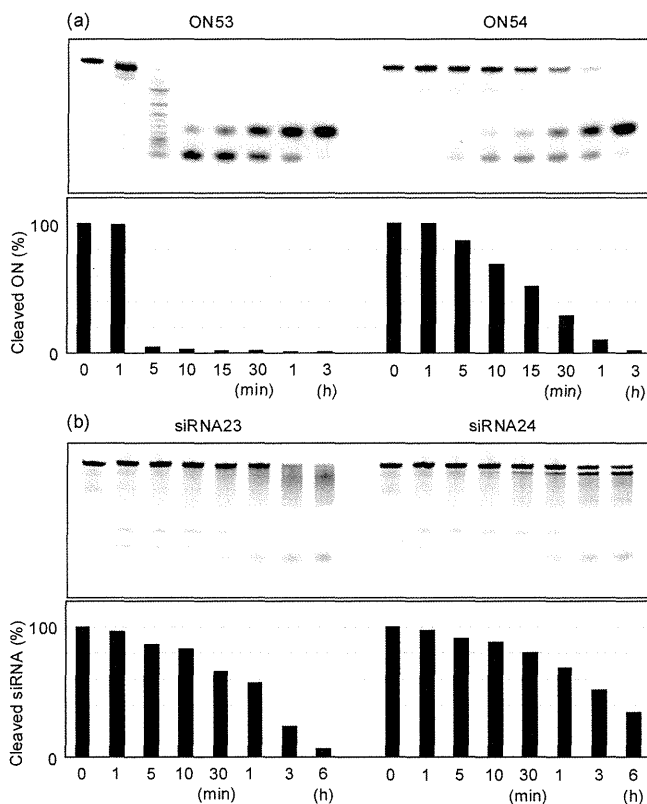 (a)
ON53 ON54
Cleaved ON (%)
100
0
0 1 5 10 15 30 1 3 0 1 5 10 15 30 1 3
(min) (h) (min) (h)
(b)
siRNA23 siRNA24
Cleaved siRNA (%)
100
0
0 1 5 10 30 1 3 6 0 1 5 10 30 1 3 6
(min) (h) (min) (h)